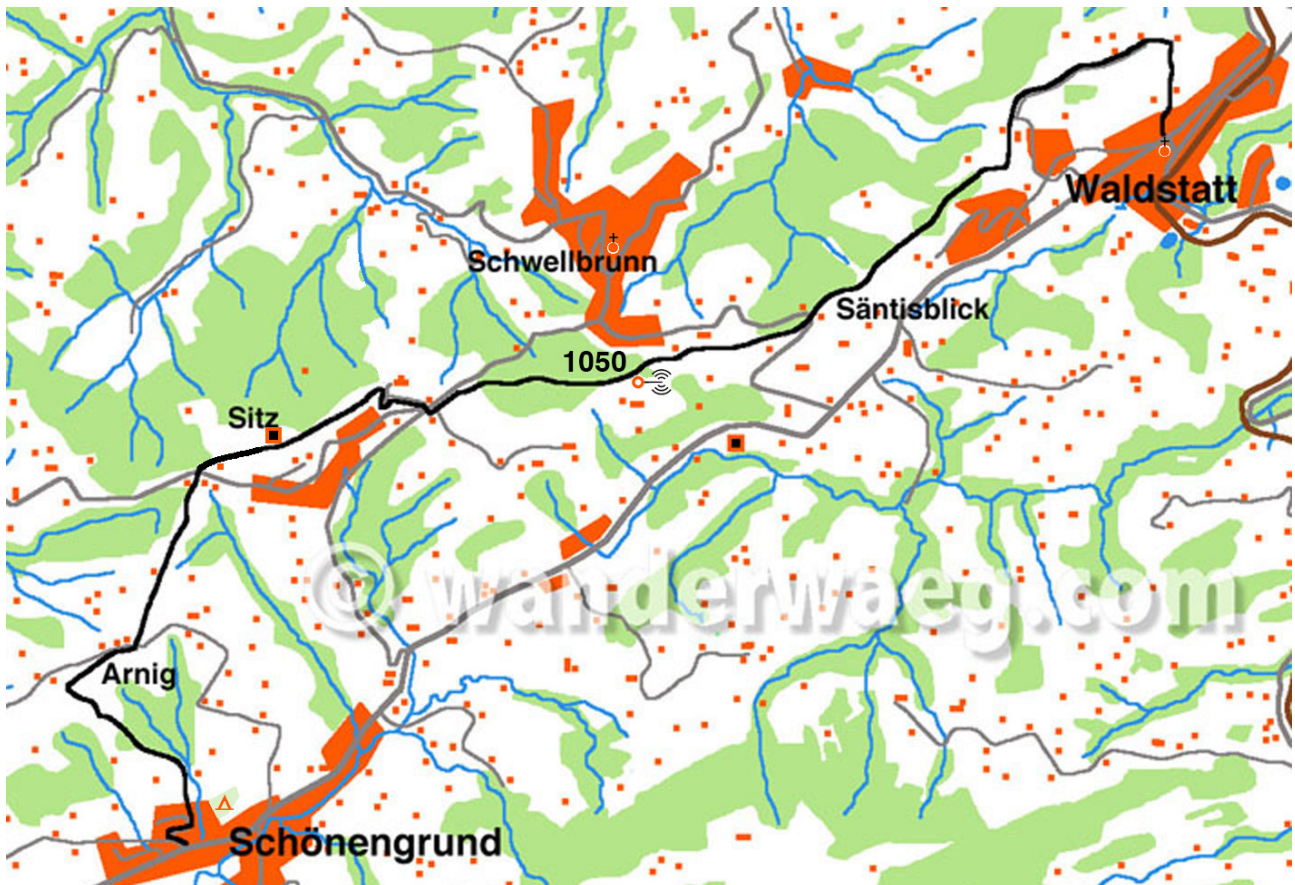 Waldstatt
Schwellbrunn
Säntisblick
1050
Sitz
© wanderwaeg.com
Arnig
Schönengrund